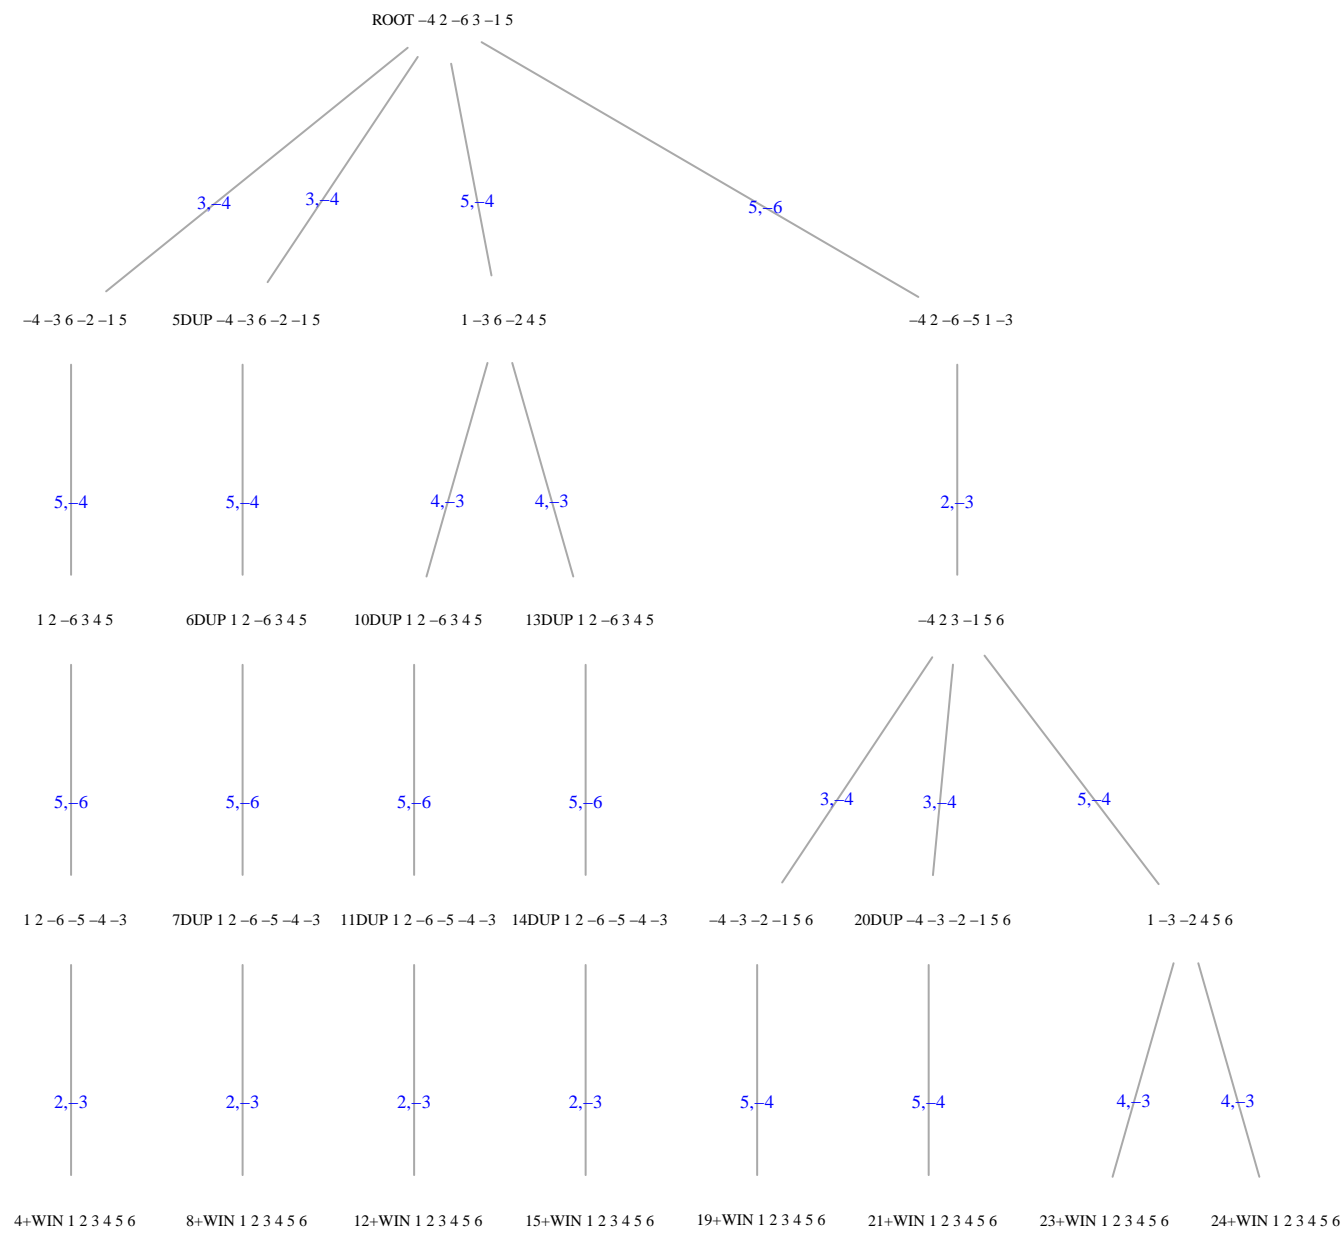 ROOT −4 2 −6 3 −1 5
3,−4
3,−4
5,−4
5,−6
−4 −3 6 −2 −1 5
5DUP −4 −3 6 −2 −1 5
1 −3 6 −2 4 5
−4 2 −6 −5 1 −3
5,−4
5,−4
4,−3
4,−3
2,−3
1 2 −6 3 4 5
6DUP 1 2 −6 3 4 5
10DUP 1 2 −6 3 4 5
13DUP 1 2 −6 3 4 5
−4 2 3 −1 5 6
5,−6
5,−6
5,−6
5,−6
3,−4
3,−4
5,−4
1 2 −6 −5 −4 −3
7DUP 1 2 −6 −5 −4 −3
11DUP 1 2 −6 −5 −4 −3
14DUP 1 2 −6 −5 −4 −3
−4 −3 −2 −1 5 6
20DUP −4 −3 −2 −1 5 6
1 −3 −2 4 5 6
2,−3
2,−3
2,−3
2,−3
5,−4
5,−4
4,−3
4,−3
4+WIN 1 2 3 4 5 6
8+WIN 1 2 3 4 5 6
12+WIN 1 2 3 4 5 6
15+WIN 1 2 3 4 5 6
19+WIN 1 2 3 4 5 6
21+WIN 1 2 3 4 5 6
23+WIN 1 2 3 4 5 6
24+WIN 1 2 3 4 5 6